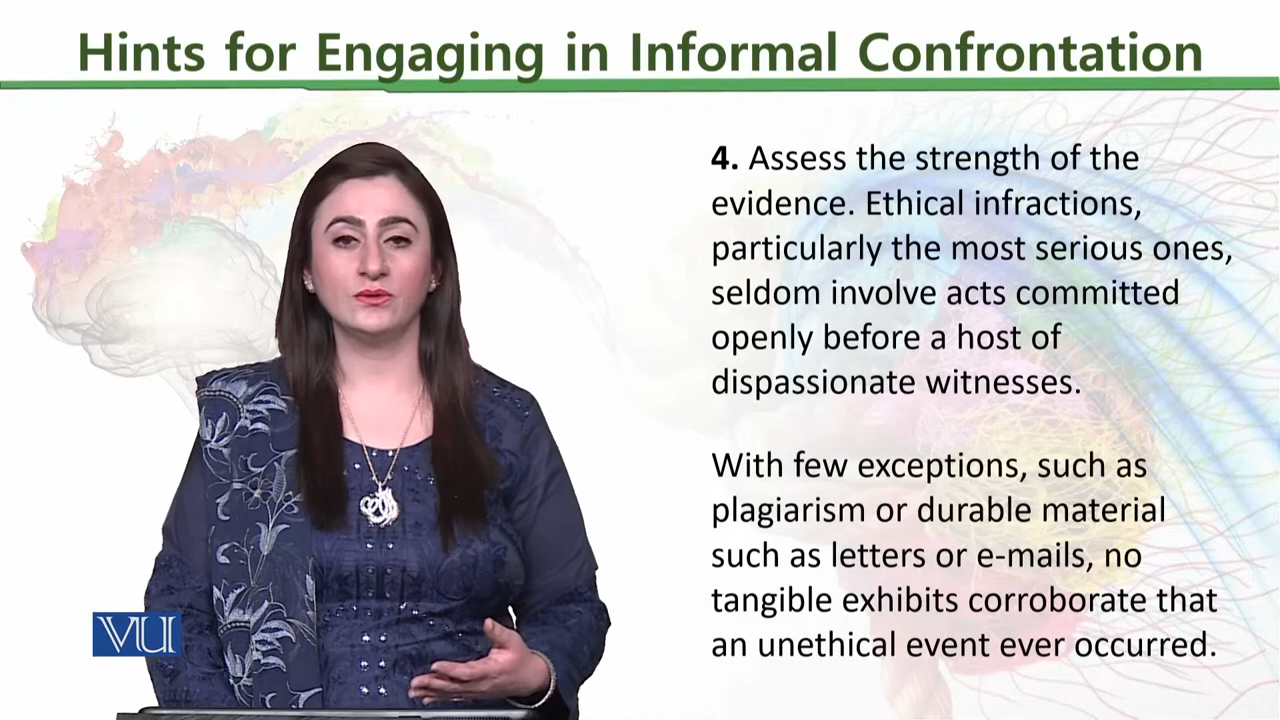 Hints for Engaging in Informal Confrontation
4. Assess the strength of the
evidence. Ethical infractions,
particularly the most serious ones,
seldom involve acts committed
openly before a host of
dispassionate witnesses.
With few exceptions, such as
plagiarism or durable material
such as letters or e-mails, no
tangible exhibits corroborate that
an unethical event ever occurred.
VU